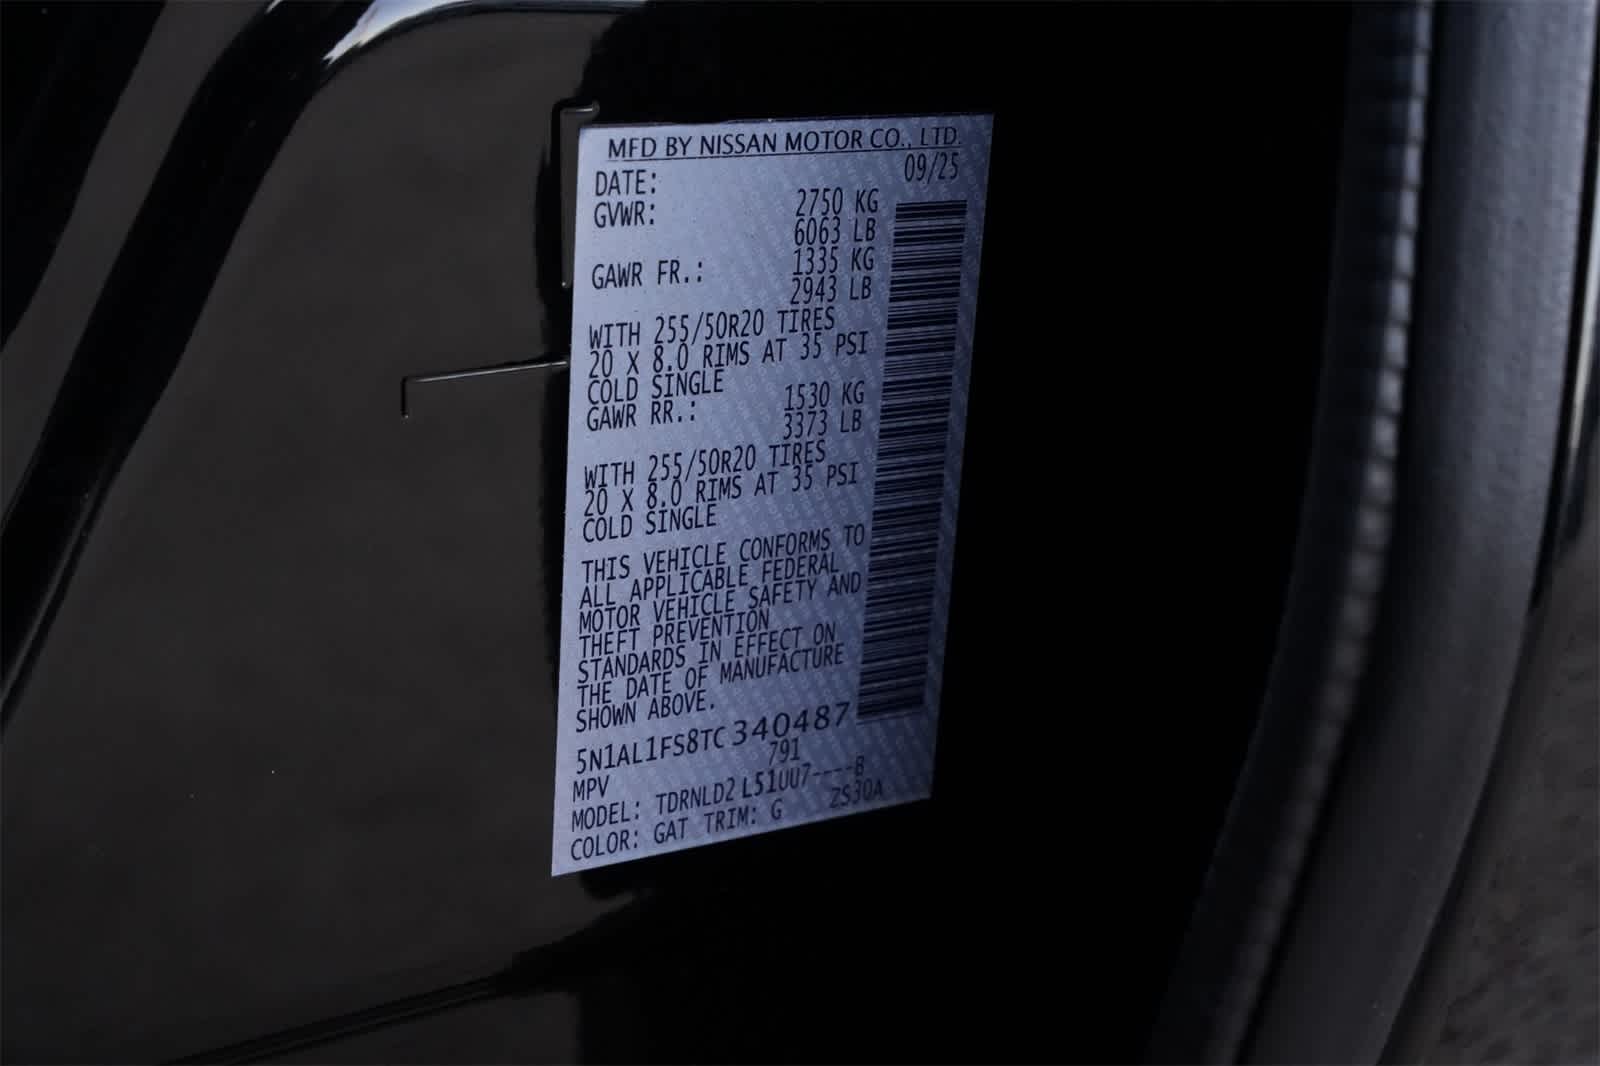 MFD BY NISSAN MOTOR CO., LTD.
DATE: 09/25
GVWR: 2750 KG
6063 LB
GAWR FR.: 1335 KG
2943 LB
WITH 255/50R20 TIRES
20 X 8.0 RIMS AT 35 PSI
COLD SINGLE
GAWR RR.: 1530 KG
3373 LB
WITH 255/50R20 TIRES
20 X 8.0 RIMS AT 35 PSI
COLD SINGLE
THIS VEHICLE CONFORMS TO
ALL APPLICABLE FEDERAL
MOTOR VEHICLE SAFETY AND
THEFT PREVENTION
STANDARDS IN EFFECT ON
THE DATE OF MANUFACTURE
SHOWN ABOVE.
5N1AL1FS8TC340487
MPV 791
MODEL: TDRNLD2 L51UU7----B
COLOR: GAT TRIM: G ZS30A